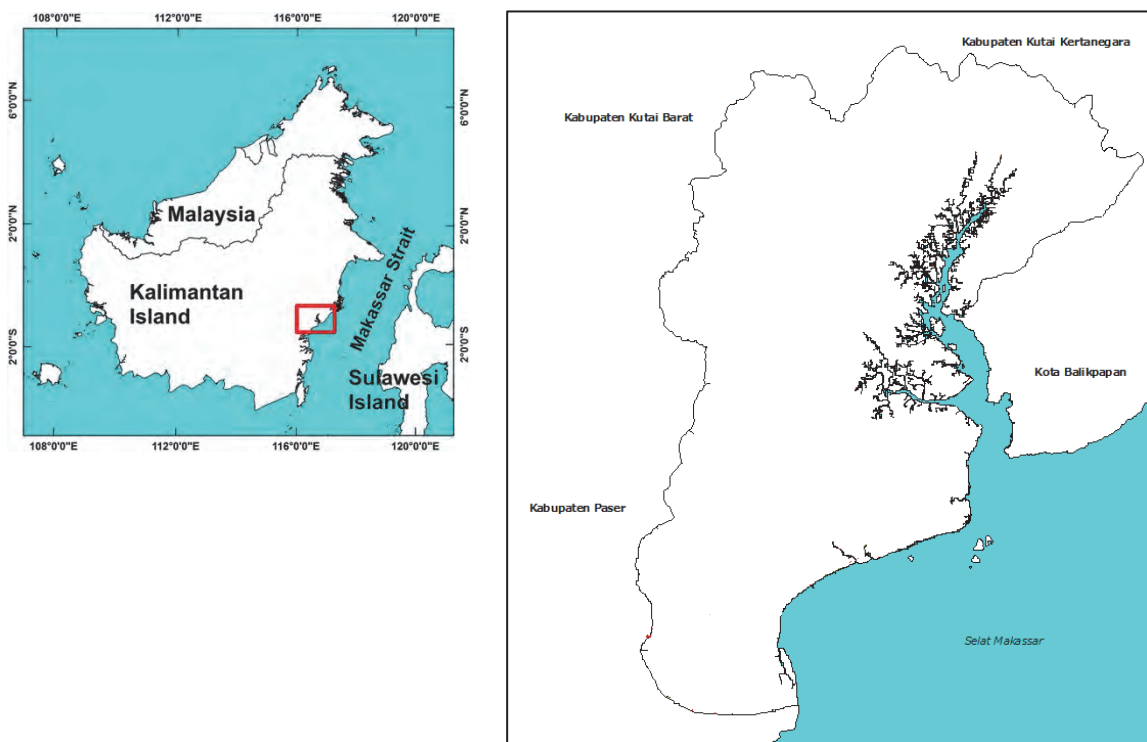 108°0'0"E
112°0'0"E
116°0'0"E
120°0'0"E
6°0'0"N
6°0'0"N
2°0'0"N
2°0'0"N
2°0'0"S
2°0'0"S
Malaysia
Kalimantan
Island
Makassar Strait
Sulawesi
Island
108°0'0"E
112°0'0"E
116°0'0"E
120°0'0"E
Kabupaten Kutai Kertanegara
Kabupaten Kutai Barat
Kota Balikpapan
Kabupaten Paser
Selat Makassar